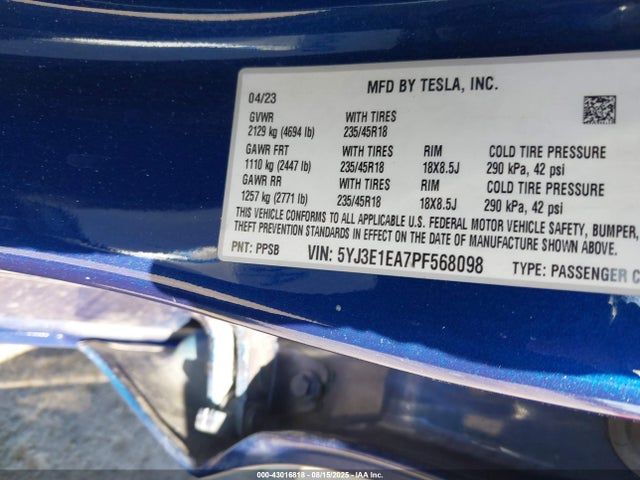 MFD BY TESLA, INC.
04/23
GVWR WITH TIRES
2129 kg (4694 lb) 235/45R18
GAWR FRT WITH TIRES RIM COLD TIRE PRESSURE
1110 kg (2447 lb) 235/45R18 18X8.5J 290 kPa, 42 psi
GAWR RR WITH TIRES RIM COLD TIRE PRESSURE
1257 kg (2771 lb) 235/45R18 18X8.5J 290 kPa, 42 psi
THIS VEHICLE CONFORMS TO ALL APPLICABLE U.S. FEDERAL MOTOR VEHICLE SAFETY, BUMPER,
THEFT PREVENTION STANDARDS IN EFFECT ON THE DATE OF MANUFACTURE SHOWN ABOVE.
PNT: PPSB VIN: 5YJ3E1EA7PF568098 TYPE: PASSENGER C
000-43016818 - 08/15/2025 - IAA Inc.